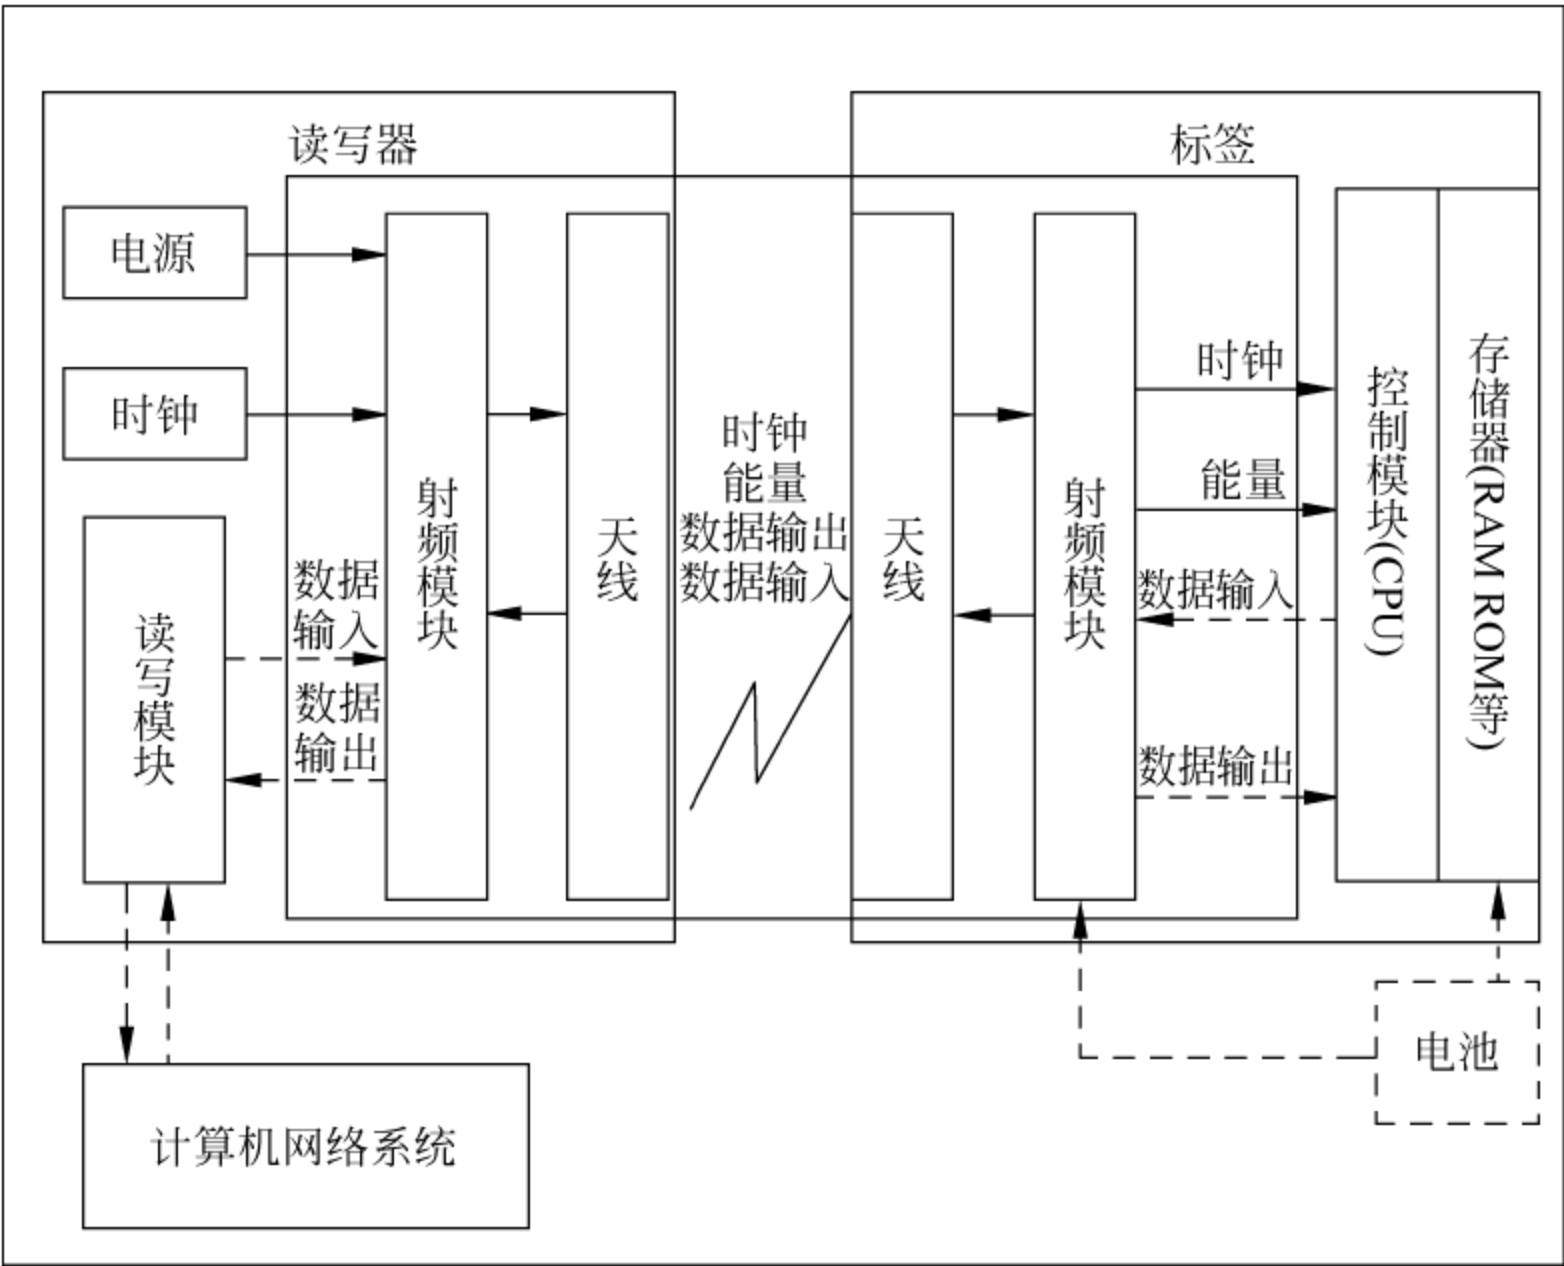 读写器
标签
电源
时钟
读写模块
数据
输入
数据
输出
射频模块
天线
时钟
能量
数据输出
数据输入
天线
射频模块
时钟
能量
数据输入
数据输出
控制模块(CPU)
存储器(RAM ROM等)
电池
计算机网络系统